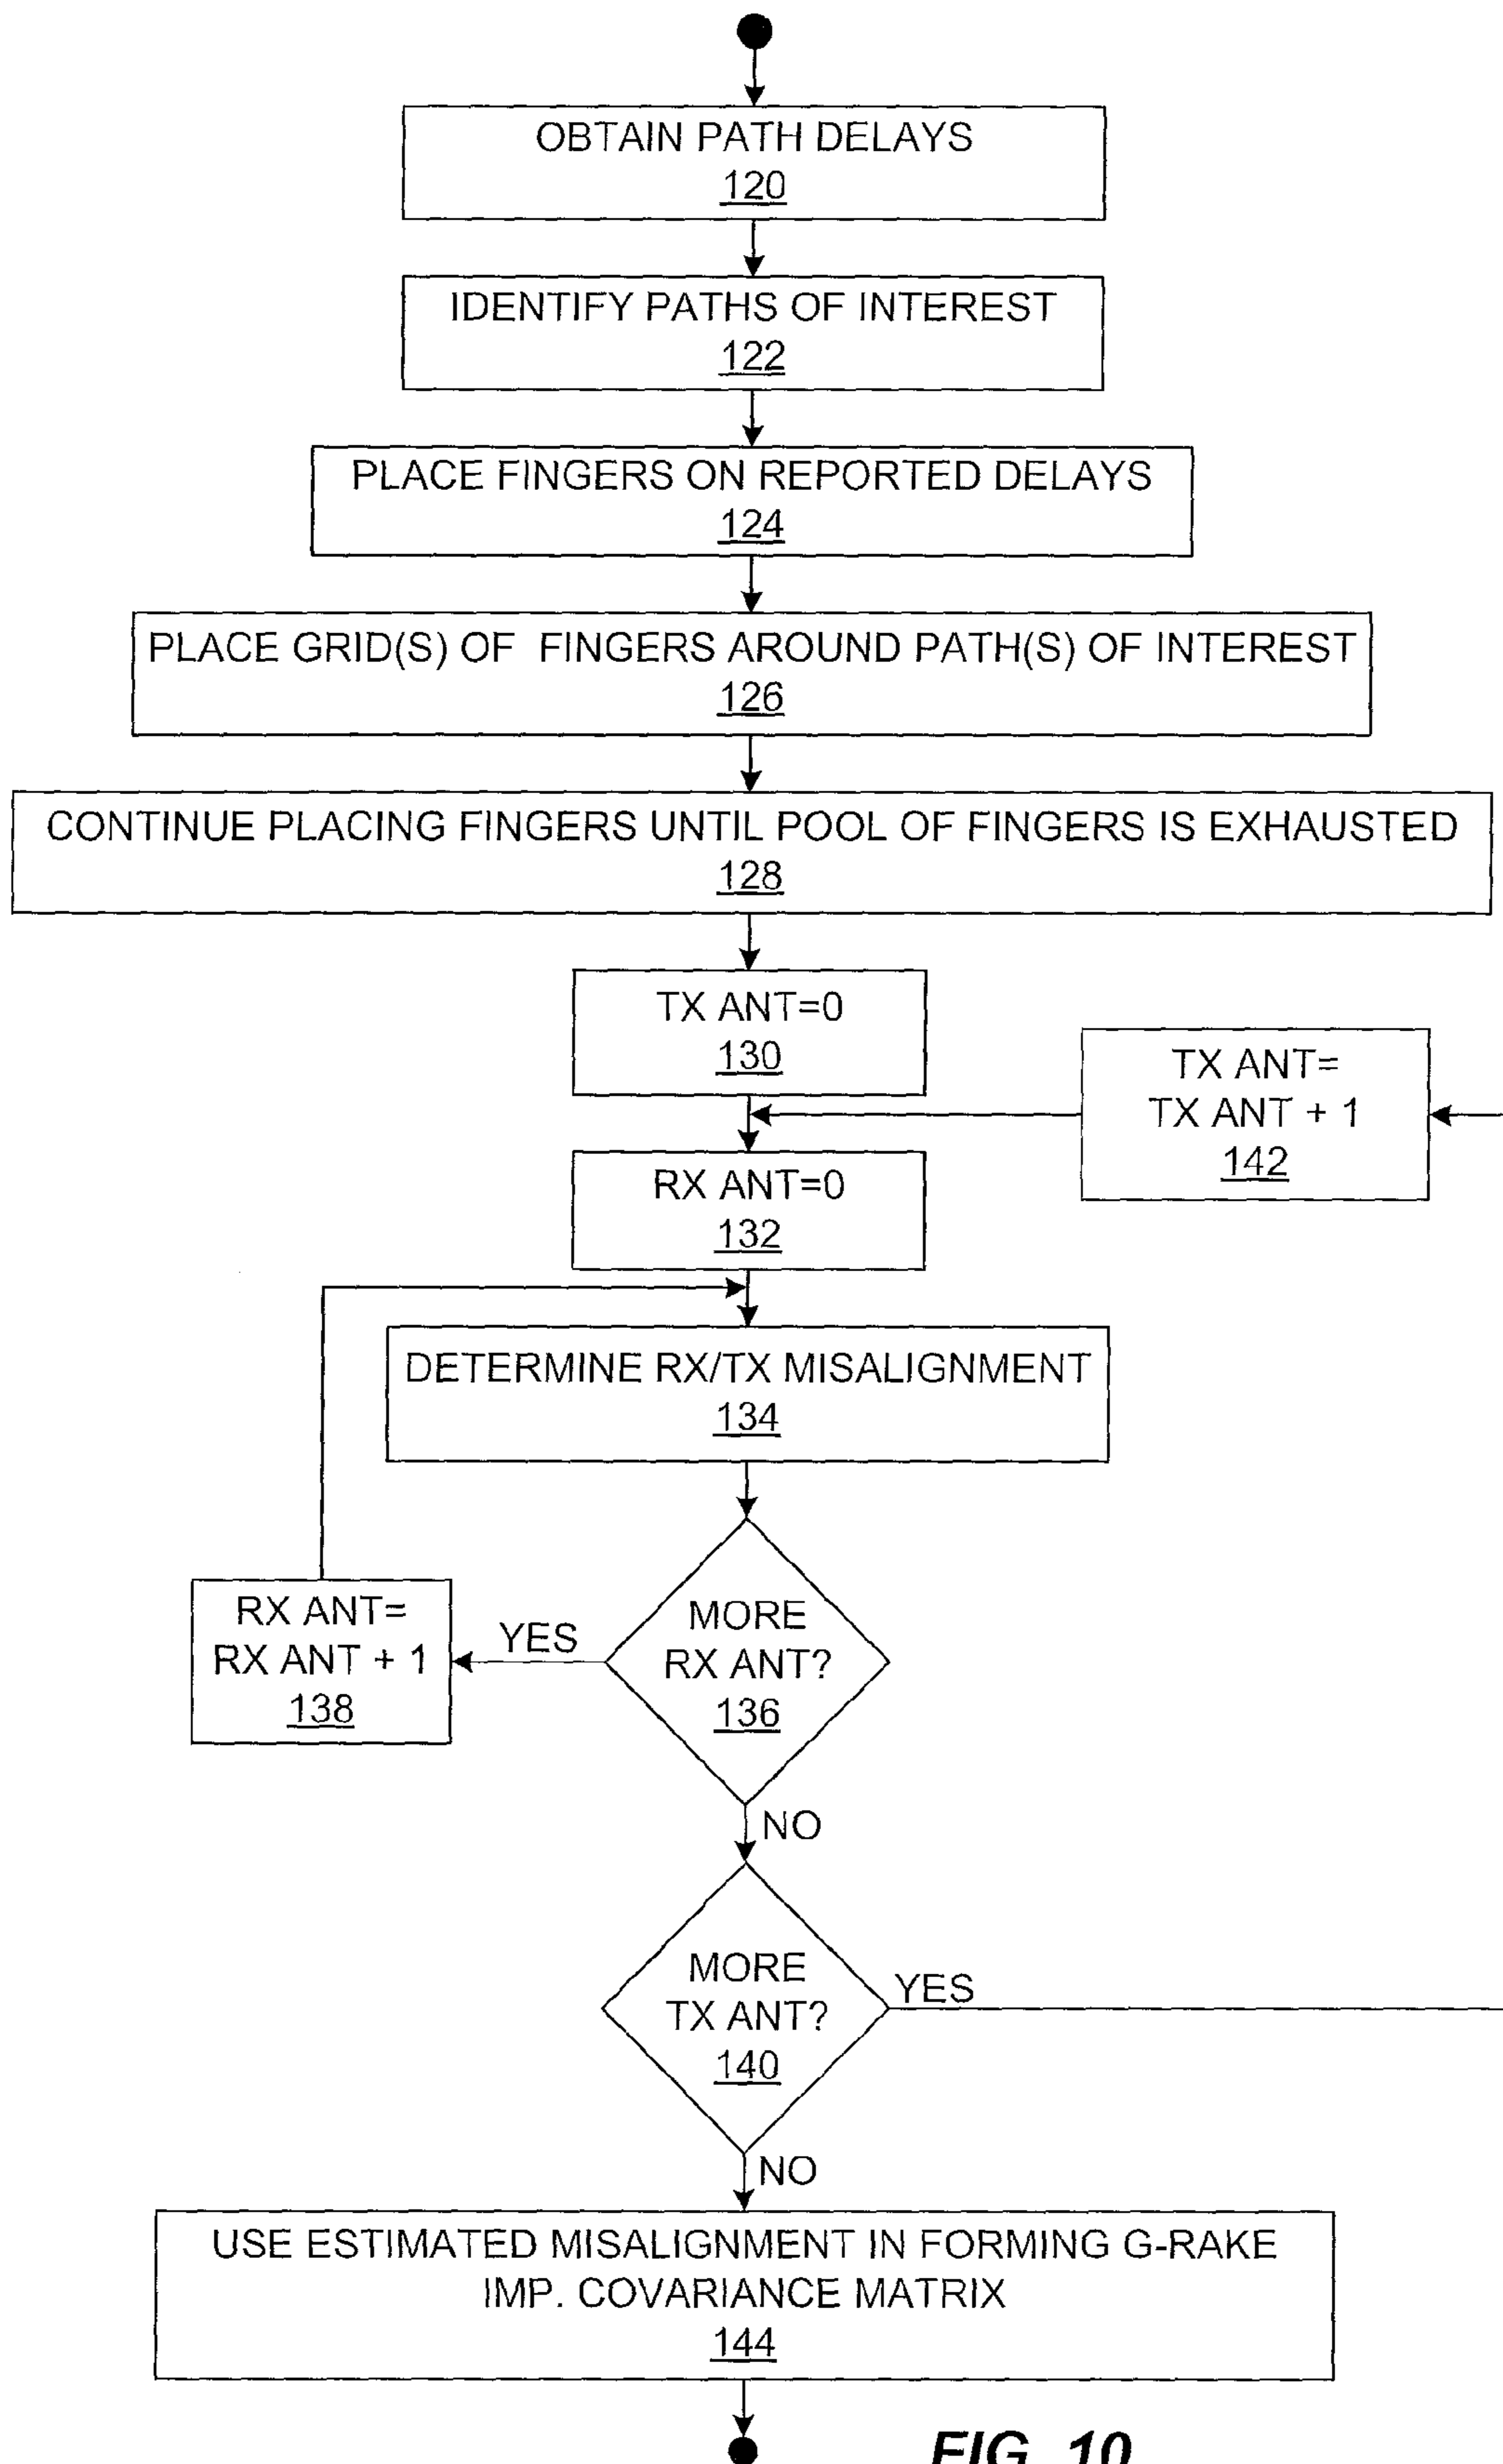 OBTAIN PATH DELAYS
120
IDENTIFY PATHS OF INTEREST
122
PLACE FINGERS ON REPORTED DELAYS
124
PLACE GRID(S) OF FINGERS AROUND PATH(S) OF INTEREST
126
CONTINUE PLACING FINGERS UNTIL POOL OF FINGERS IS EXHAUSTED
128
TX ANT=0
130
TX ANT=
TX ANT + 1
142
RX ANT=0
132
DETERMINE RX/TX MISALIGNMENT
134
MORE
RX ANT?
136
YES
RX ANT=
RX ANT + 1
138
NO
MORE
TX ANT?
140
YES
NO
USE ESTIMATED MISALIGNMENT IN FORMING G-RAKE
IMP. COVARIANCE MATRIX
144
FIG. 10